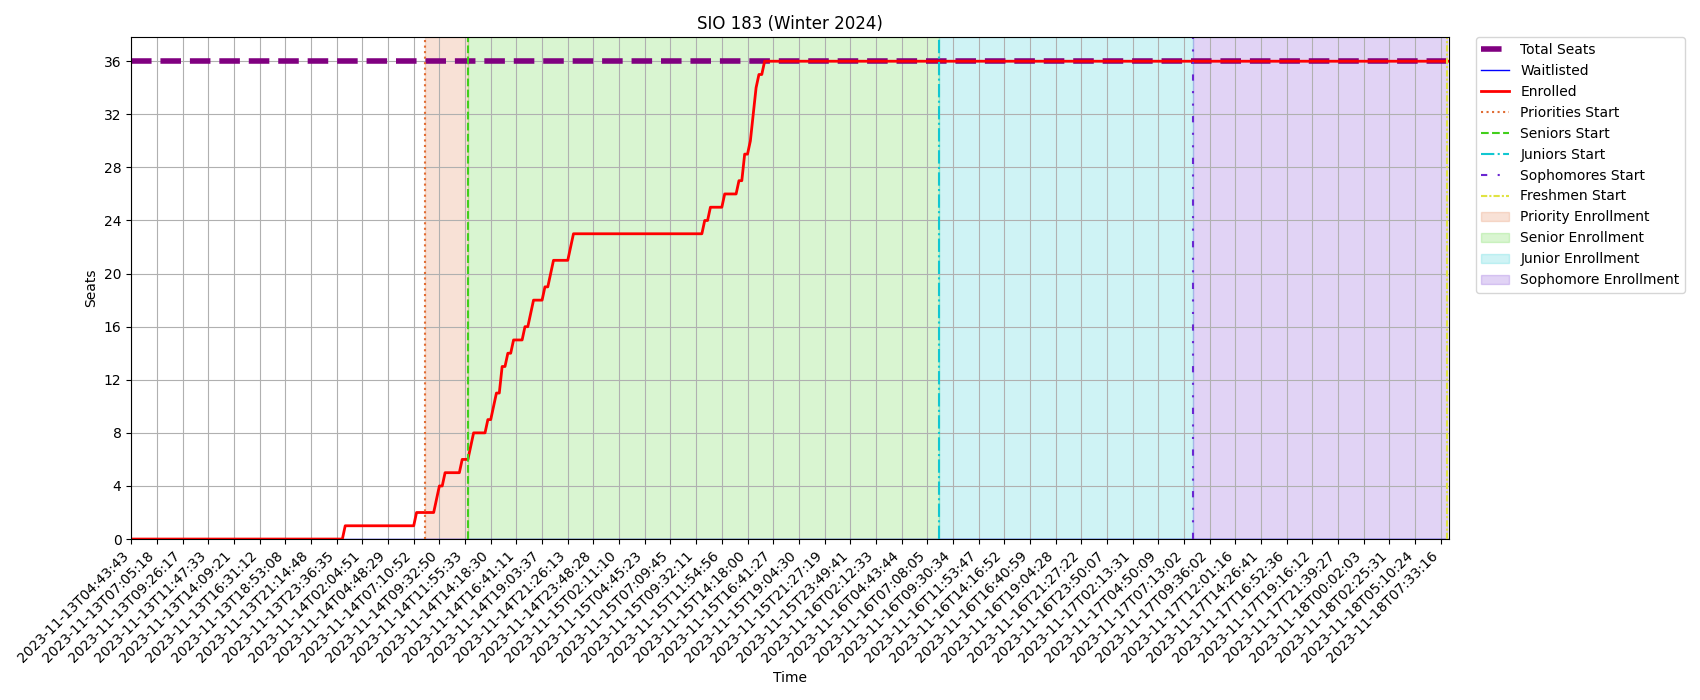 SIO 183 (Winter 2024)
Total Seats
Waitlisted
Enrolled
Priorities Start
Seniors Start
Juniors Start
Sophomores Start
Freshmen Start
Priority Enrollment
Senior Enrollment
Junior Enrollment
Sophomore Enrollment
Seats
36
32
28
24
20
16
12
8
4
0
2023-11-13T04:43:43
2023-11-13T07:05:18
2023-11-13T09:26:17
2023-11-13T11:47:33
2023-11-13T14:09:21
2023-11-13T16:31:12
2023-11-13T18:53:08
2023-11-13T21:14:48
2023-11-13T23:36:35
2023-11-14T02:04:51
2023-11-14T04:48:29
2023-11-14T07:10:52
2023-11-14T09:32:50
2023-11-14T11:55:33
2023-11-14T14:18:30
2023-11-14T16:41:11
2023-11-14T19:03:37
2023-11-14T21:26:13
2023-11-14T23:48:28
2023-11-15T02:11:10
2023-11-15T04:45:23
2023-11-15T07:09:45
2023-11-15T09:32:11
2023-11-15T11:54:56
2023-11-15T14:18:00
2023-11-15T16:41:27
2023-11-15T19:04:30
2023-11-15T21:27:19
2023-11-15T23:49:41
2023-11-16T02:12:33
2023-11-16T04:43:44
2023-11-16T07:08:05
2023-11-16T09:30:34
2023-11-16T11:53:47
2023-11-16T14:16:52
2023-11-16T16:40:59
2023-11-16T19:04:28
2023-11-16T21:27:22
2023-11-16T23:50:07
2023-11-17T02:13:31
2023-11-17T04:50:09
2023-11-17T07:13:02
2023-11-17T09:36:02
2023-11-17T12:01:16
2023-11-17T14:26:41
2023-11-17T16:52:36
2023-11-17T19:16:12
2023-11-17T21:39:27
2023-11-18T00:02:03
2023-11-18T02:25:31
2023-11-18T05:10:24
2023-11-18T07:33:16
Time